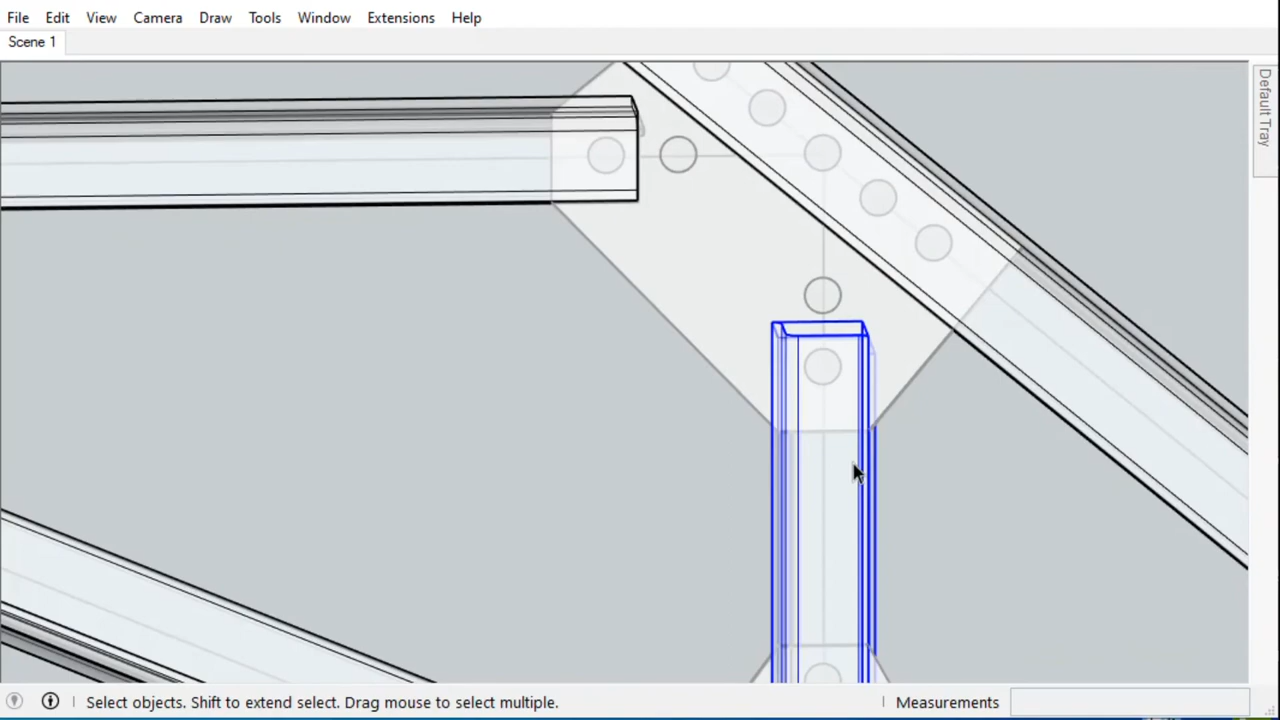 File Edit View Camera Draw Tools Window Extensions Help
Scene 1
Default Tray
Select objects. Shift to extend select. Drag mouse to select multiple.
Measurements